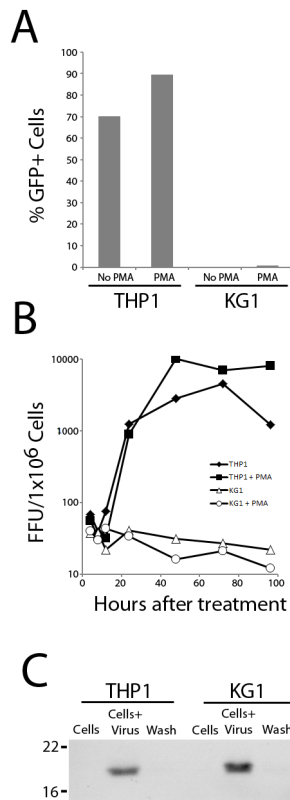 A
100
90
80
70
60
50
40
30
20
10
0
% GFP+ Cells
No PMA PMA No PMA PMA
THP1 KG1
B
10000
1000
100
10
FFU/1x10⁶ Cells
THP1
THP1 + PMA
KG1
KG1 + PMA
0 20 40 60 80 100
Hours after treatment
C
THP1 KG1
Cells+ Cells+
Cells Virus Wash Cells Virus Wash
22
16